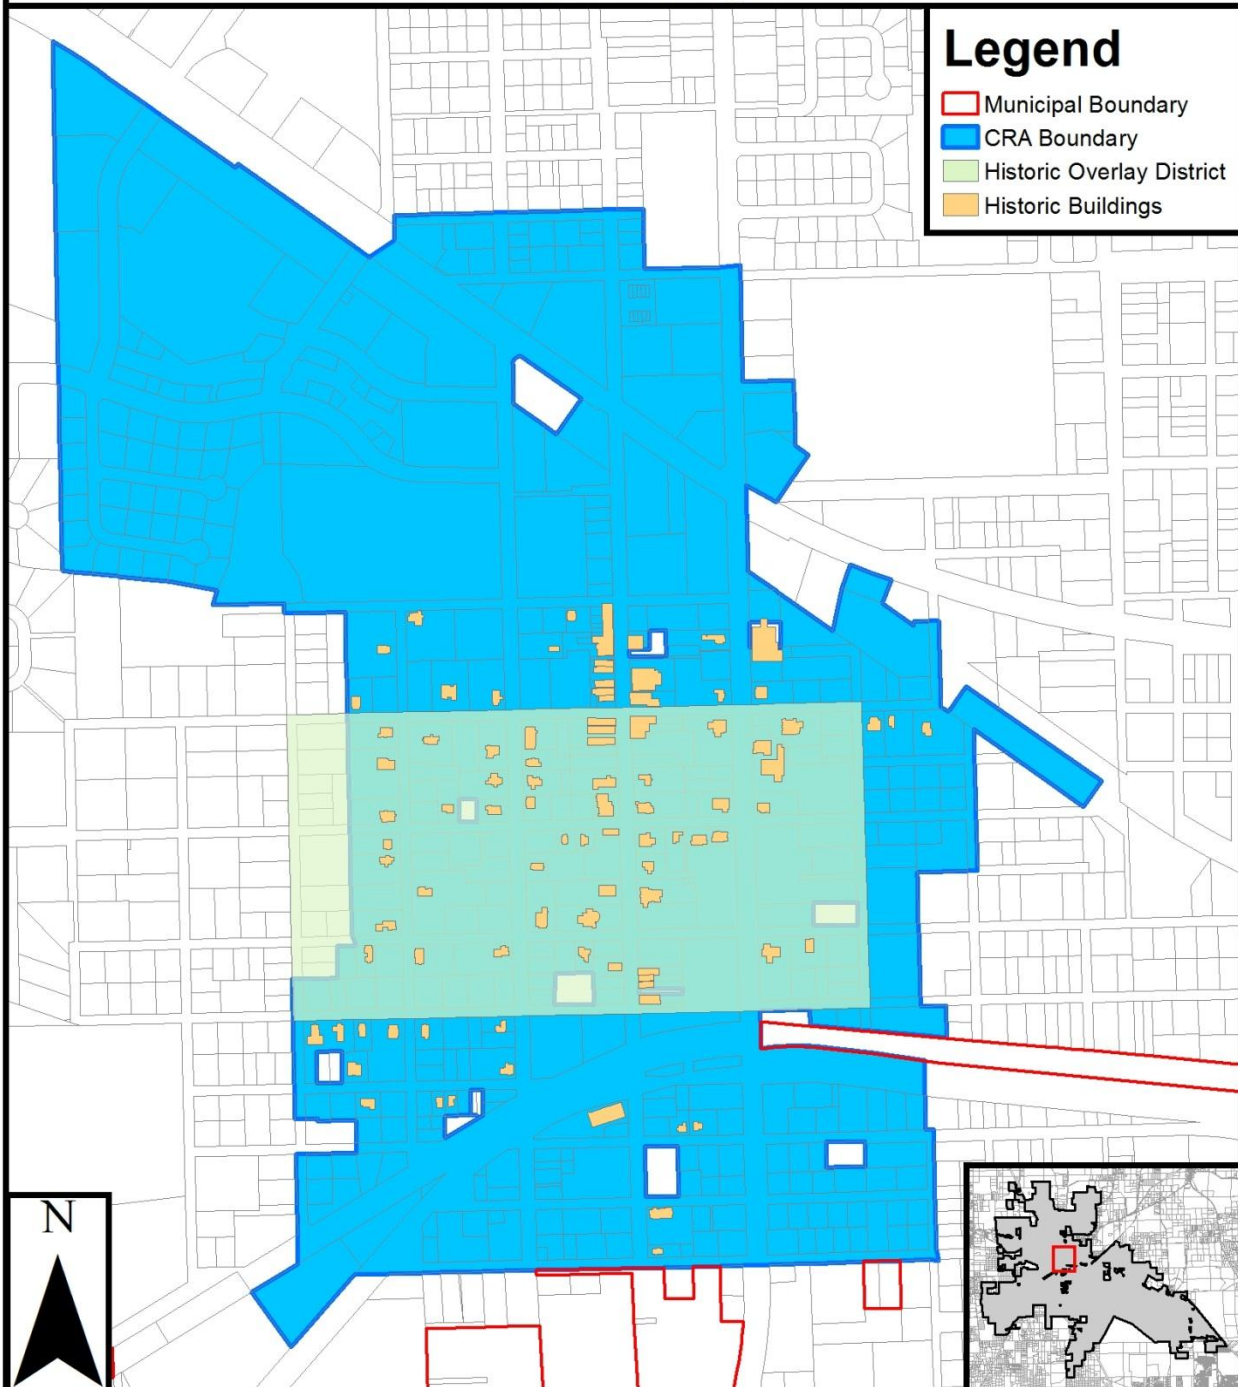 Legend
Municipal Boundary
CRA Boundary
Historic Overlay District
Historic Buildings
N